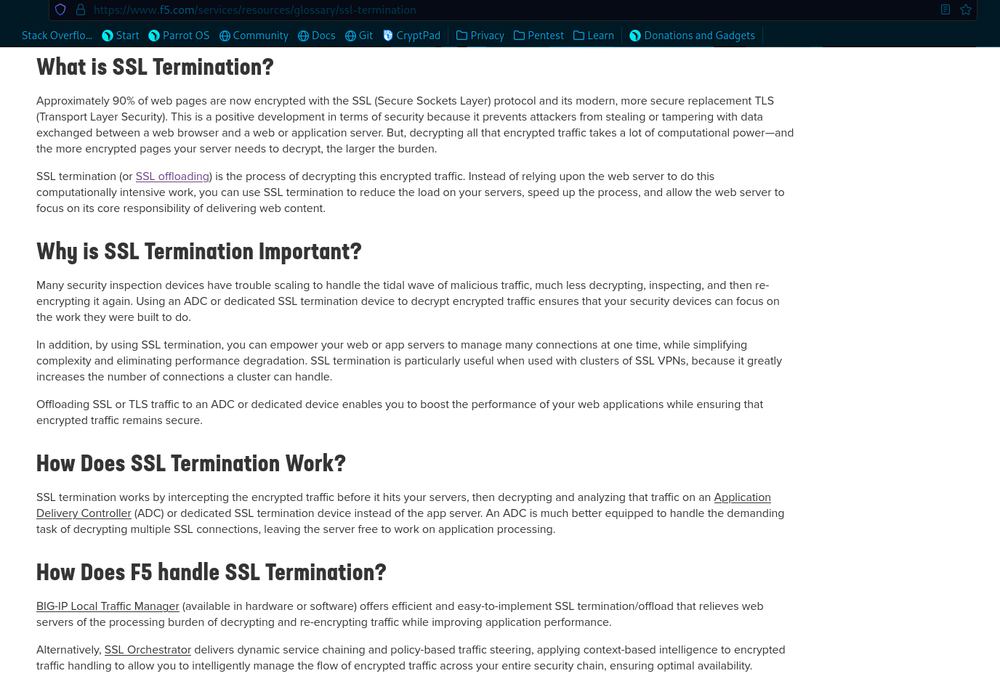 https://www.f5.com/services/resources/glossary/ssl-termination
Stack Overflo... Start Parrot OS Community Docs Git CryptPad Privacy Pentest Learn Donations and Gadgets
What is SSL Termination?
Approximately 90% of web pages are now encrypted with the SSL (Secure Sockets Layer) protocol and its modern, more secure replacement TLS
(Transport Layer Security). This is a positive development in terms of security because it prevents attackers from stealing or tampering with data
exchanged between a web browser and a web or application server. But, decrypting all that encrypted traffic takes a lot of computational power—and
the more encrypted pages your server needs to decrypt, the larger the burden.
SSL termination (or SSL offloading) is the process of decrypting this encrypted traffic. Instead of relying upon the web server to do this
computationally intensive work, you can use SSL termination to reduce the load on your servers, speed up the process, and allow the web server to
focus on its core responsibility of delivering web content.
Why is SSL Termination Important?
Many security inspection devices have trouble scaling to handle the tidal wave of malicious traffic, much less decrypting, inspecting, and then re-
encrypting it again. Using an ADC or dedicated SSL termination device to decrypt encrypted traffic ensures that your security devices can focus on
the work they were built to do.
In addition, by using SSL termination, you can empower your web or app servers to manage many connections at one time, while simplifying
complexity and eliminating performance degradation. SSL termination is particularly useful when used with clusters of SSL VPNs, because it greatly
increases the number of connections a cluster can handle.
Offloading SSL or TLS traffic to an ADC or dedicated device enables you to boost the performance of your web applications while ensuring that
encrypted traffic remains secure.
How Does SSL Termination Work?
SSL termination works by intercepting the encrypted traffic before it hits your servers, then decrypting and analyzing that traffic on an Application
Delivery Controller (ADC) or dedicated SSL termination device instead of the app server. An ADC is much better equipped to handle the demanding
task of decrypting multiple SSL connections, leaving the server free to work on application processing.
How Does F5 handle SSL Termination?
BIG-IP Local Traffic Manager (available in hardware or software) offers efficient and easy-to-implement SSL termination/offload that relieves web
servers of the processing burden of decrypting and re-encrypting traffic while improving application performance.
Alternatively, SSL Orchestrator delivers dynamic service chaining and policy-based traffic steering, applying context-based intelligence to encrypted
traffic handling to allow you to intelligently manage the flow of encrypted traffic across your entire security chain, ensuring optimal availability.